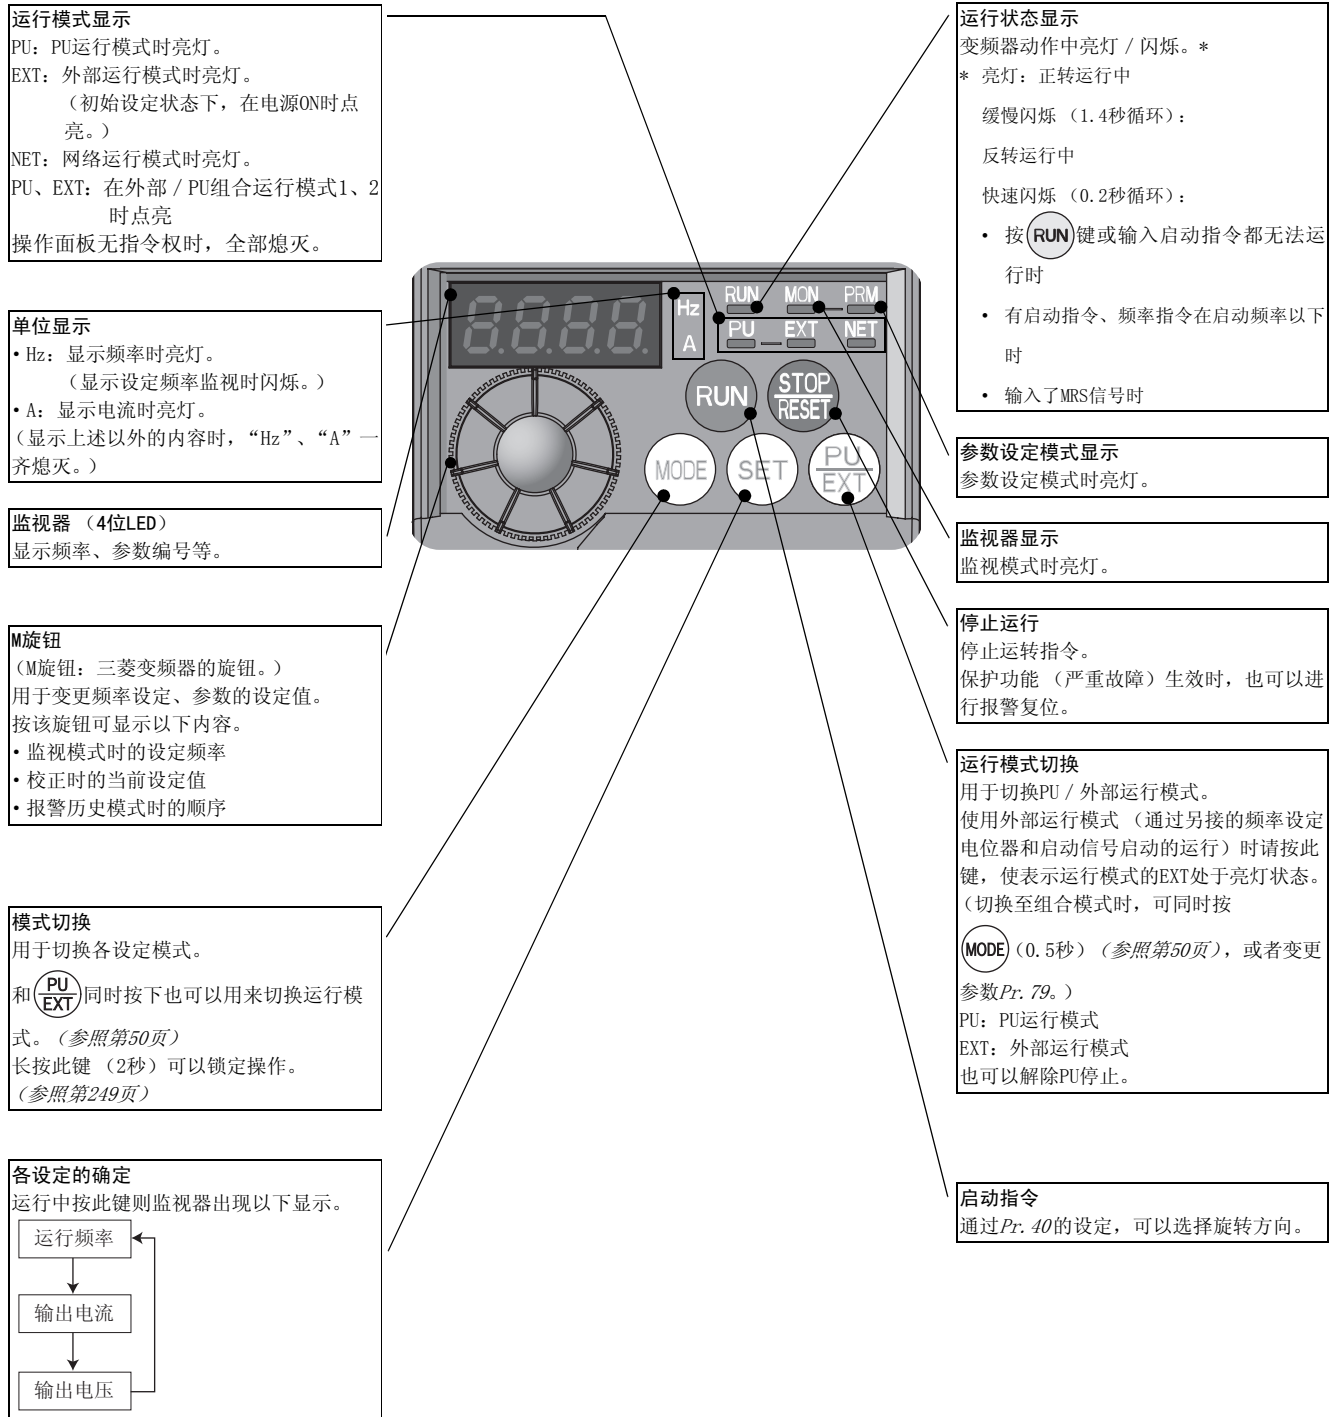 运行模式显示
PU：PU运行模式时亮灯。
EXT：外部运行模式时亮灯。
（初始设定状态下，在电源ON时点
亮。）
NET：网络运行模式时亮灯。
PU、EXT：在外部／PU组合运行模式1、2
时点亮
操作面板无指令权时，全部熄灭。
单位显示
・Hz：显示频率时亮灯。
（显示设定频率监视时闪烁。）
・A：显示电流时亮灯。
（显示上述以外的内容时，“Hz”、“A”一
齐熄灭。）
监视器 （4位LED）
显示频率、参数编号等。
M旋钮
（M旋钮：三菱变频器的旋钮。）
用于变更频率设定、参数的设定值。
按该旋钮可显示以下内容。
・监视模式时的设定频率
・校正时的当前设定值
・报警历史模式时的顺序
模式切换
用于切换各设定模式。
和PU/EXT同时按下也可以用来切换运行模
式。（参照第50页）
长按此键 （2秒）可以锁定操作。
（参照第249页）
各设定的确定
运行中按此键则监视器出现以下显示。
运行频率
输出电流
输出电压
8.8.8.8.
Hz
A
RUN MON PRM
PU EXT NET
RUN
STOP
RESET
MODE
SET
PU
EXT
运行状态显示
变频器动作中亮灯／闪烁。*
* 亮灯：正转运行中
缓慢闪烁 （1.4秒循环）：
反转运行中
快速闪烁 （0.2秒循环）：
• 按RUN键或输入启动指令都无法运
行时
• 有启动指令、频率指令在启动频率以下
时
• 输入了MRS信号时
参数设定模式显示
参数设定模式时亮灯。
监视器显示
监视模式时亮灯。
停止运行
停止运转指令。
保护功能 （严重故障）生效时，也可以进
行报警复位。
运行模式切换
用于切换PU／外部运行模式。
使用外部运行模式 （通过另接的频率设定
电位器和启动信号启动的运行）时请按此
键，使表示运行模式的EXT处于亮灯状态。
（切换至组合模式时，可同时按
MODE（0.5秒）（参照第50页），或者变更
参数Pr.79。）
PU：PU运行模式
EXT：外部运行模式
也可以解除PU停止。
启动指令
通过Pr.40的设定，可以选择旋转方向。